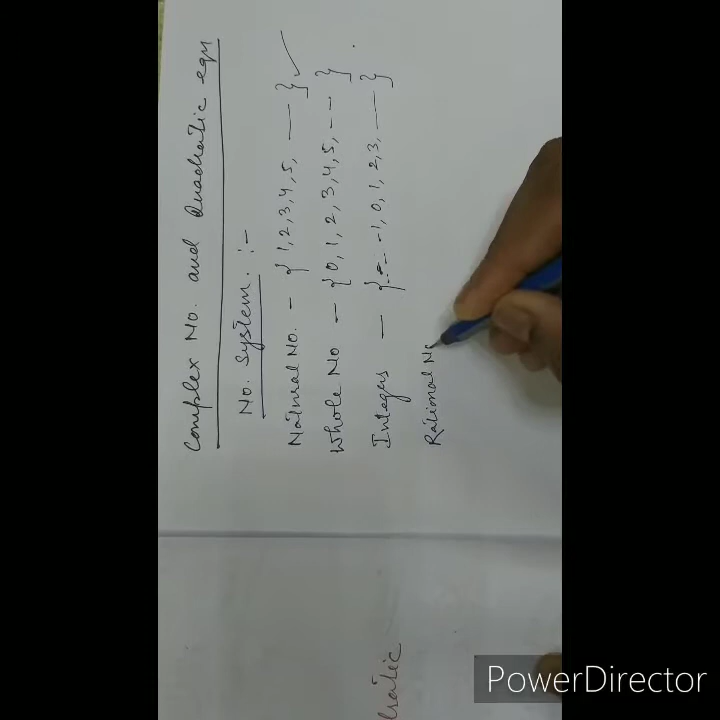 Complex No. and Quadratic eqn
No. System. :-
Natural No. - { 1, 2, 3, 4, 5, — }
Whole No - { 0, 1, 2, 3, 4, 5, -- }
Integers — { -1, 0, 1, 2, 3, — }
Rational No
PowerDirector